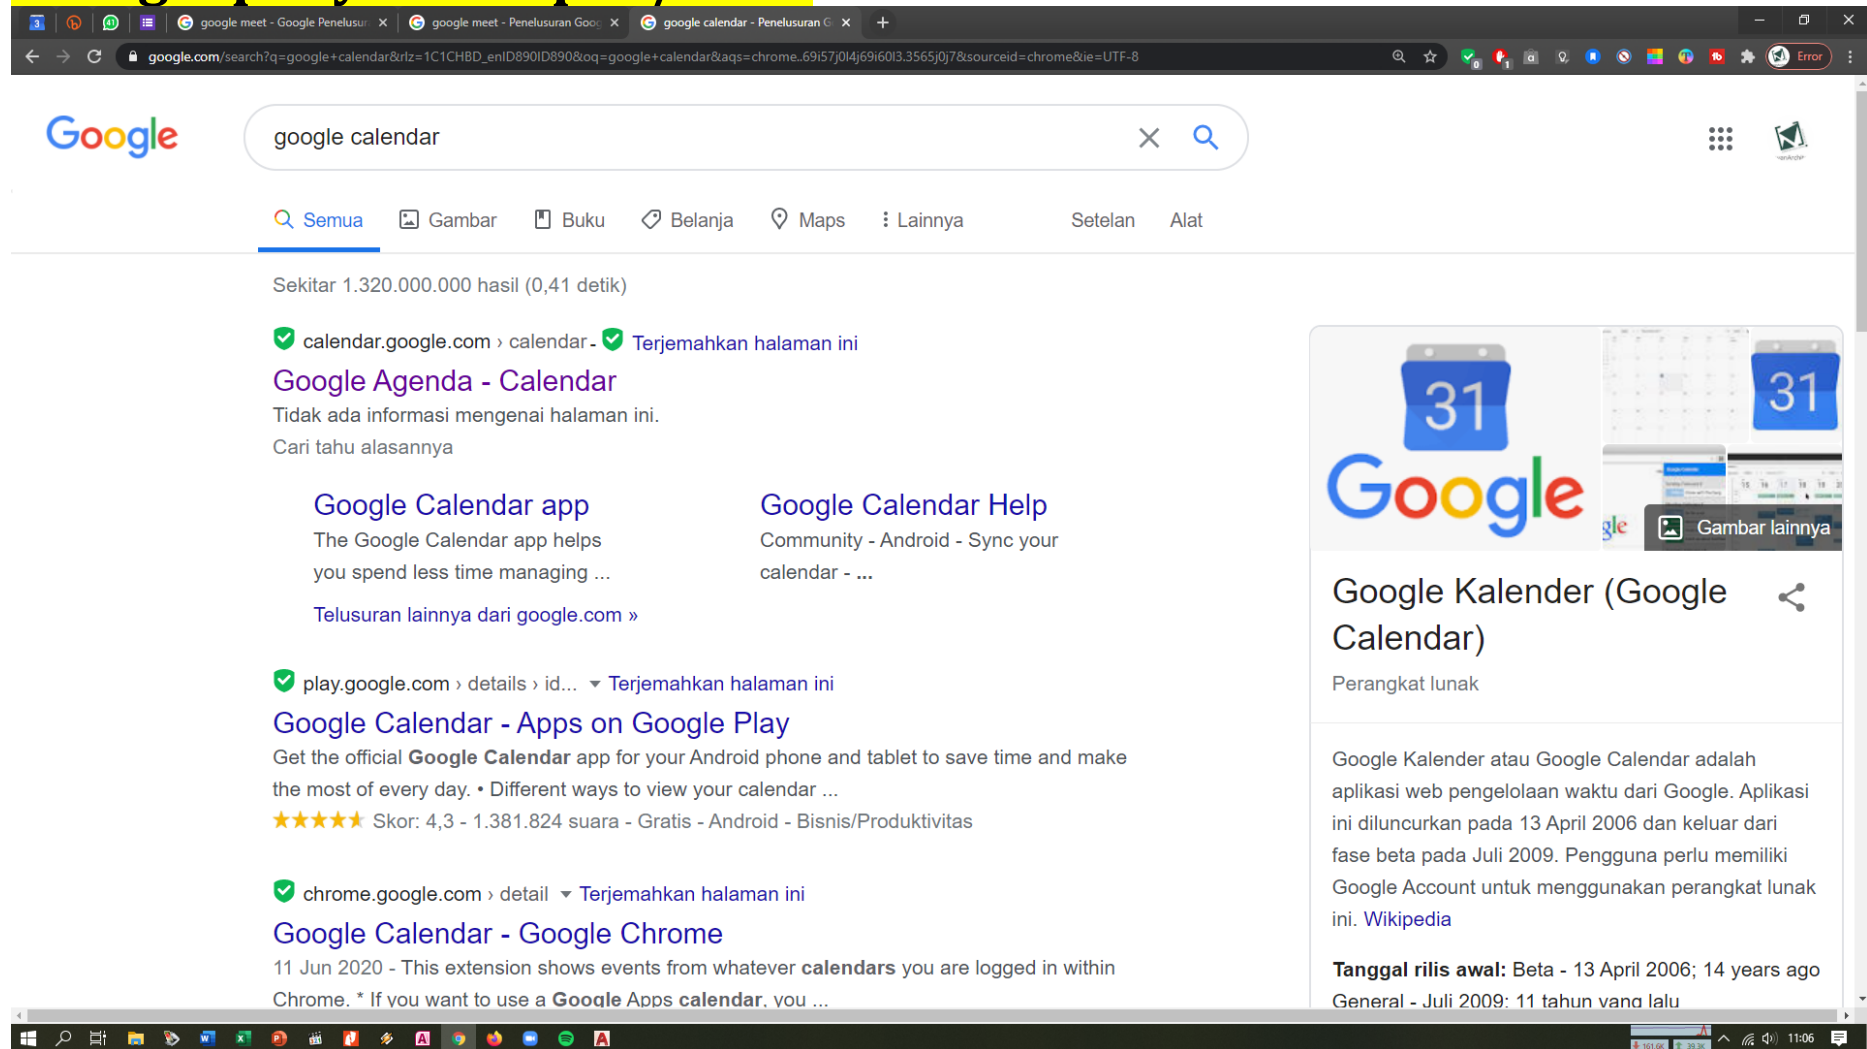 google meet - Google Penelusur
google meet - Penelusuran Goog
google calendar - Penelusuran G
google.com/search?q=google+calendar&rlz=1C1CHBD_enID890ID890&oq=google+calendar&aqs=chrome..69i57j0l4j69i60l3.3565j0j7&sourceid=chrome&ie=UTF-8
Error
Google
google calendar
Semua Gambar Buku Belanja Maps Lainnya Setelan Alat
Sekitar 1.320.000.000 hasil (0,41 detik)
calendar.google.com › calendar - Terjemahkan halaman ini
Google Agenda - Calendar
Tidak ada informasi mengenai halaman ini.
Cari tahu alasannya
Google Calendar app
The Google Calendar app helps
you spend less time managing ...
Google Calendar Help
Community - Android - Sync your
calendar - ...
Telusuran lainnya dari google.com »
play.google.com › details › id... Terjemahkan halaman ini
Google Calendar - Apps on Google Play
Get the official Google Calendar app for your Android phone and tablet to save time and make
the most of every day. • Different ways to view your calendar ...
Skor: 4,3 - 1.381.824 suara - Gratis - Android - Bisnis/Produktivitas
chrome.google.com › detail Terjemahkan halaman ini
Google Calendar - Google Chrome
11 Jun 2020 - This extension shows events from whatever calendars you are logged in within
Chrome. * If you want to use a Google Apps calendar, you ...
31
Google
31
gle
Gambar lainnya
Google Kalender (Google
Calendar)
Perangkat lunak
Google Kalender atau Google Calendar adalah
aplikasi web pengelolaan waktu dari Google. Aplikasi
ini diluncurkan pada 13 April 2006 dan keluar dari
fase beta pada Juli 2009. Pengguna perlu memiliki
Google Account untuk menggunakan perangkat lunak
ini. Wikipedia
Tanggal rilis awal: Beta - 13 April 2006; 14 years ago
General - Juli 2009; 11 tahun yang lalu
161.6K 39.3K
11:06